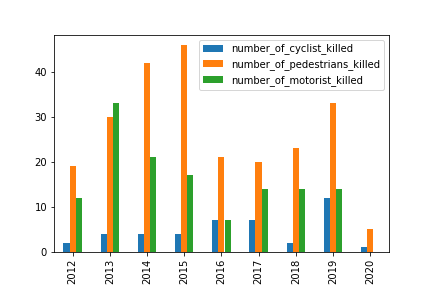 number_of_cyclist_killed
number_of_pedestrians_killed
number_of_motorist_killed
40
30
20
10
0
2012 2013 2014 2015 2016 2017 2018 2019 2020